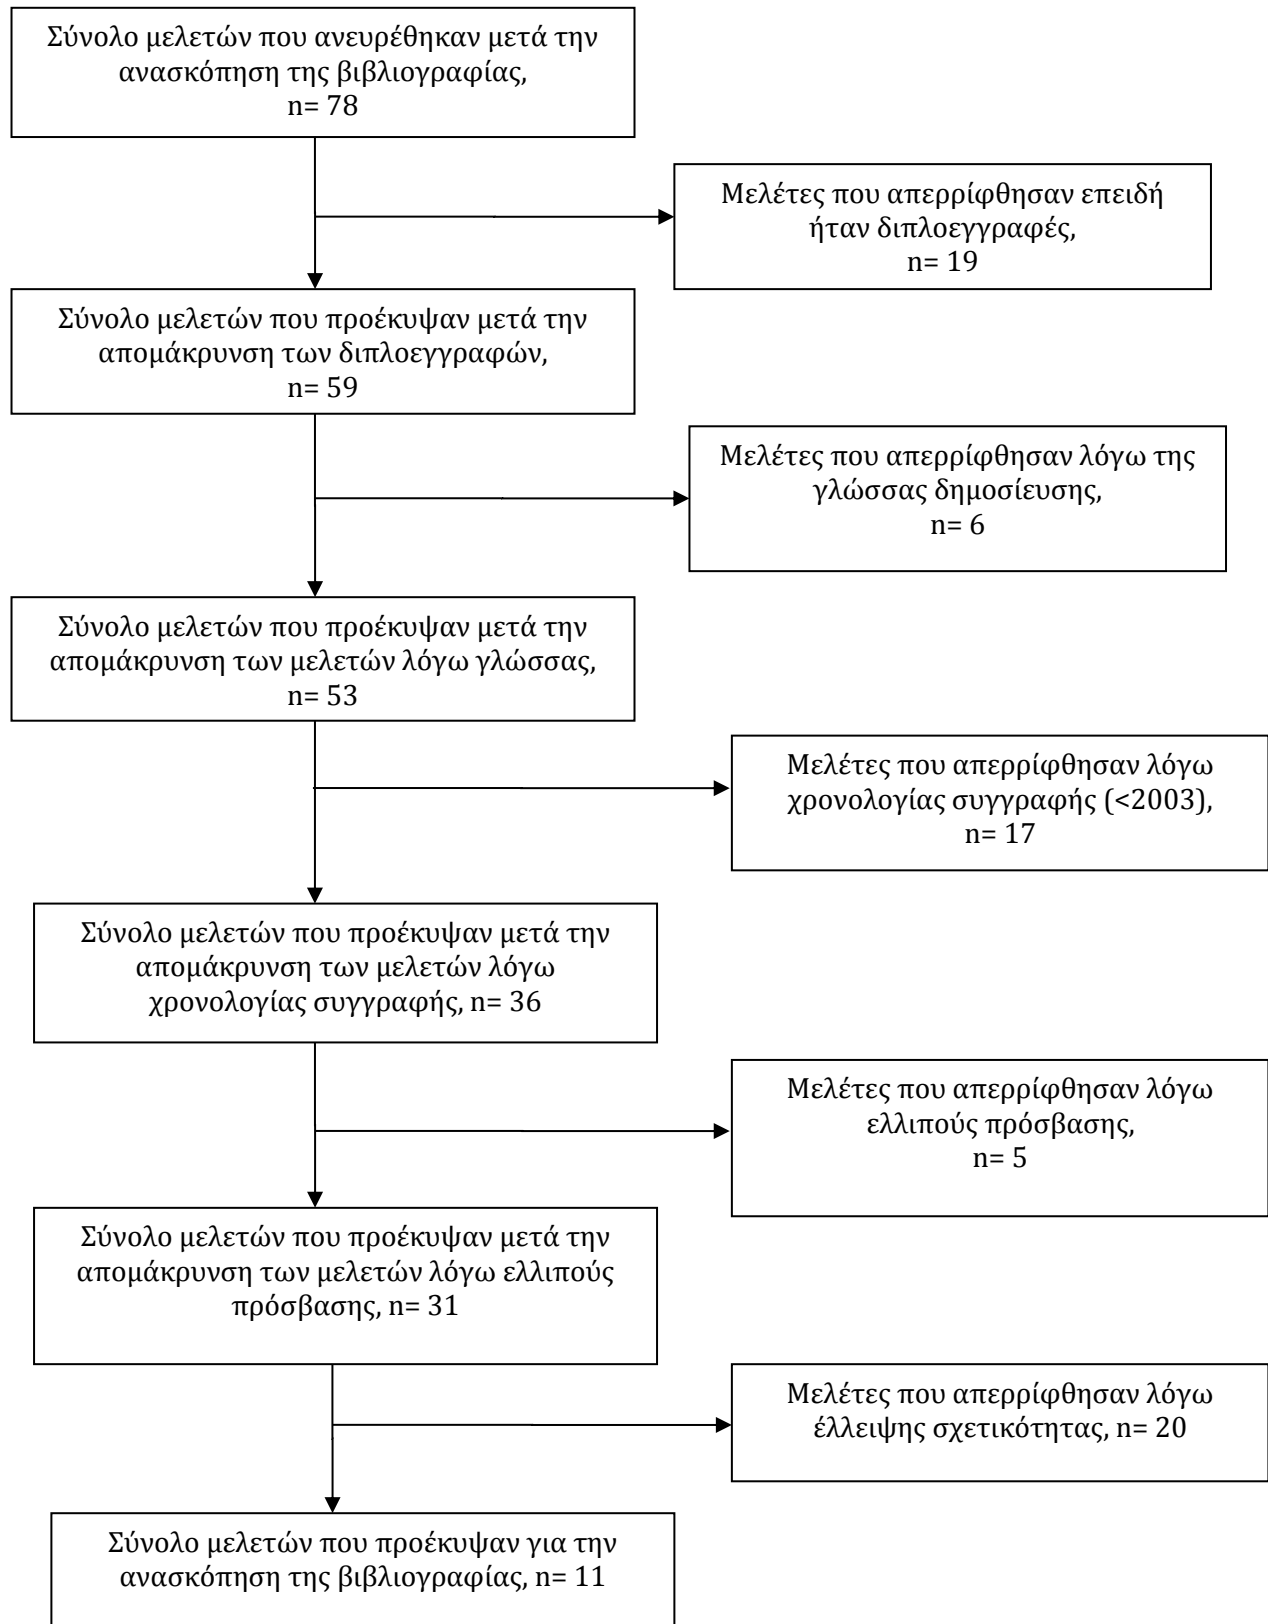 Σύνολο μελετών που ανευρέθηκαν μετά την
ανασκόπηση της βιβλιογραφίας,
n= 78
Μελέτες που απερρίφθησαν επειδή
ήταν διπλοεγγραφές,
n= 19
Σύνολο μελετών που προέκυψαν μετά την
απομάκρυνση των διπλοεγγραφών,
n= 59
Μελέτες που απερρίφθησαν λόγω της
γλώσσας δημοσίευσης,
n= 6
Σύνολο μελετών που προέκυψαν μετά την
απομάκρυνση των μελετών λόγω γλώσσας,
n= 53
Μελέτες που απερρίφθησαν λόγω
χρονολογίας συγγραφής (<2003),
n= 17
Σύνολο μελετών που προέκυψαν μετά την
απομάκρυνση των μελετών λόγω
χρονολογίας συγγραφής, n= 36
Μελέτες που απερρίφθησαν λόγω
ελλιπούς πρόσβασης,
n= 5
Σύνολο μελετών που προέκυψαν μετά την
απομάκρυνση των μελετών λόγω ελλιπούς
πρόσβασης, n= 31
Μελέτες που απερρίφθησαν λόγω
έλλειψης σχετικότητας, n= 20
Σύνολο μελετών που προέκυψαν για την
ανασκόπηση της βιβλιογραφίας, n= 11